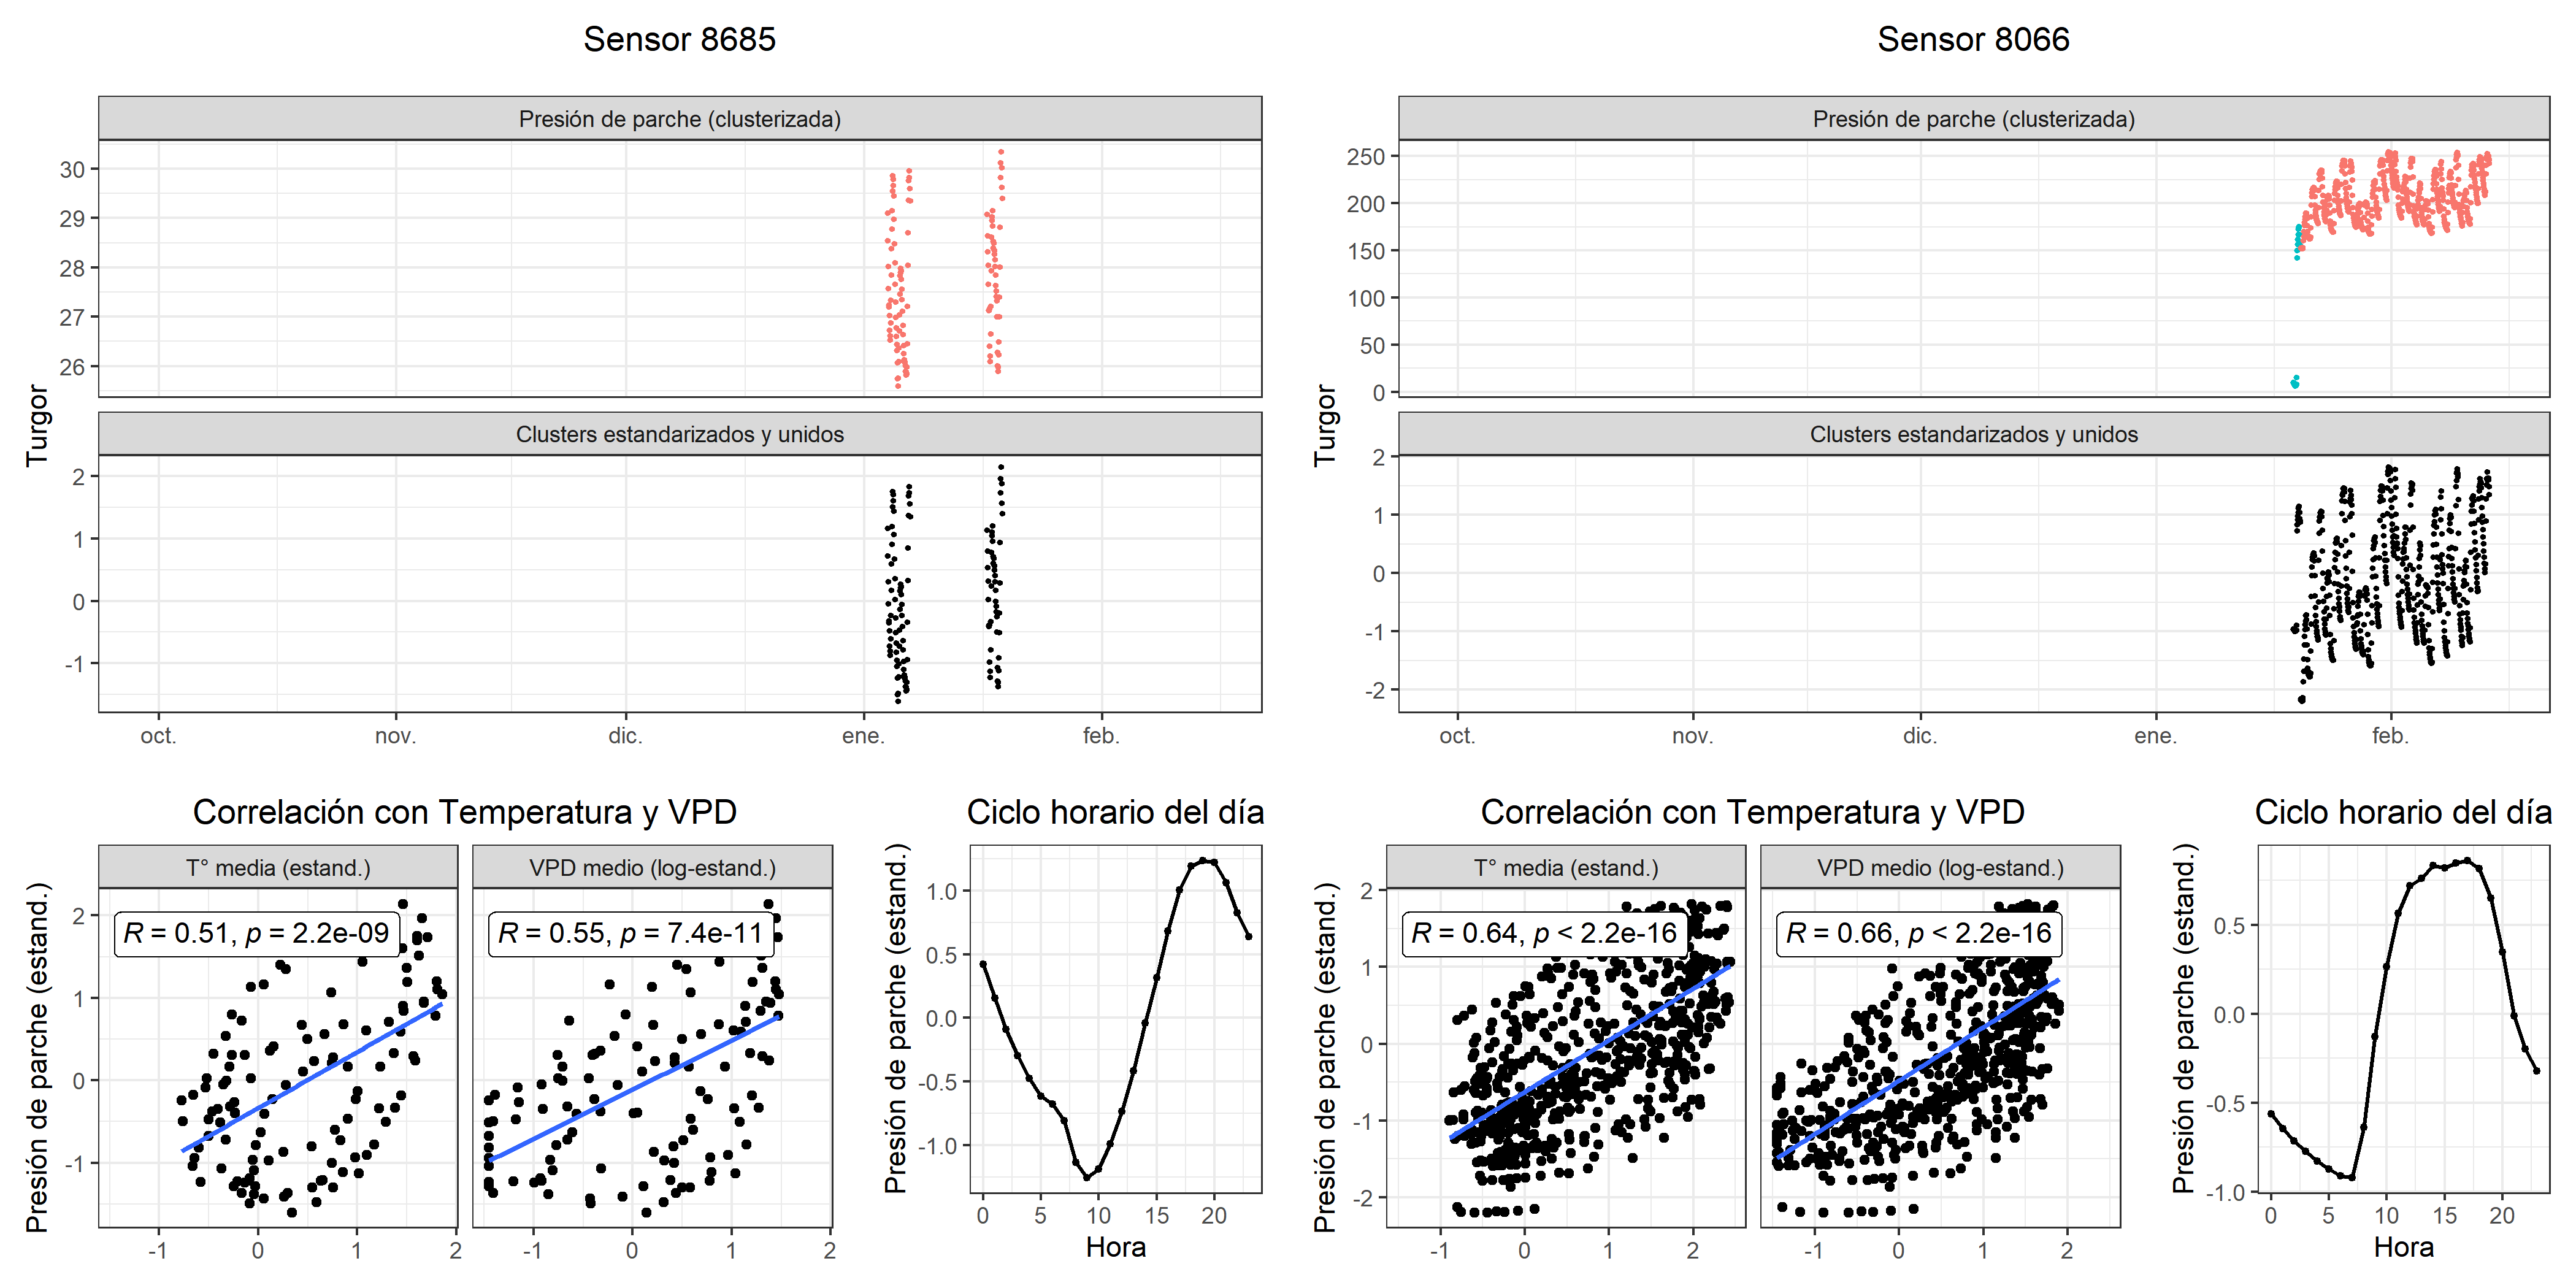 Sensor 8685
Presión de parche (clusterizada)
30
29
28
27
26
Turgor
Clusters estandarizados y unidos
2
1
0
-1
oct. nov. dic. ene. feb.
Correlación con Temperatura y VPD
T° media (estand.) VPD medio (log-estand.)
R = 0.51, p = 2.2e-09
R = 0.55, p = 7.4e-11
Presión de parche (estand.)
2
1
0
-1
-1 0 1 2
-1 0 1 2
Ciclo horario del día
Presión de parche (estand.)
1.0
0.5
0.0
-0.5
-1.0
0 5 10 15 20
Hora
Sensor 8066
Presión de parche (clusterizada)
250
200
150
100
50
0
Turgor
Clusters estandarizados y unidos
2
1
0
-1
-2
oct. nov. dic. ene. feb.
Correlación con Temperatura y VPD
T° media (estand.) VPD medio (log-estand.)
R = 0.64, p < 2.2e-16
R = 0.66, p < 2.2e-16
Presión de parche (estand.)
2
1
0
-1
-2
-1 0 1 2
-1 0 1 2
Ciclo horario del día
Presión de parche (estand.)
0.5
0.0
-0.5
-1.0
0 5 10 15 20
Hora